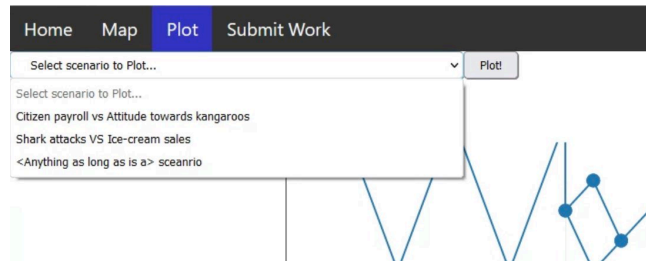 Home Map Plot Submit Work
Select scenario to Plot... Plot!
Select scenario to Plot...
Citizen payroll vs Attitude towards kangaroos
Shark attacks VS Ice-cream sales
<Anything as long as is a> sceanrio